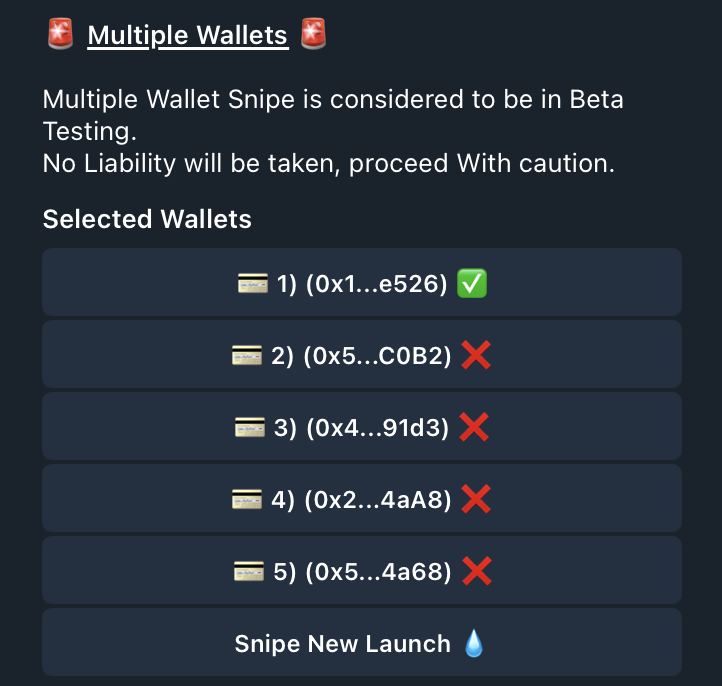 🚨 Multiple Wallets 🚨
Multiple Wallet Snipe is considered to be in Beta
Testing.
No Liability will be taken, proceed With caution.
Selected Wallets
💳 1) (0x1...e526) ✅
💳 2) (0x5...C0B2) ❌
💳 3) (0x4...91d3) ❌
💳 4) (0x2...4aA8) ❌
💳 5) (0x5...4a68) ❌
Snipe New Launch 💧